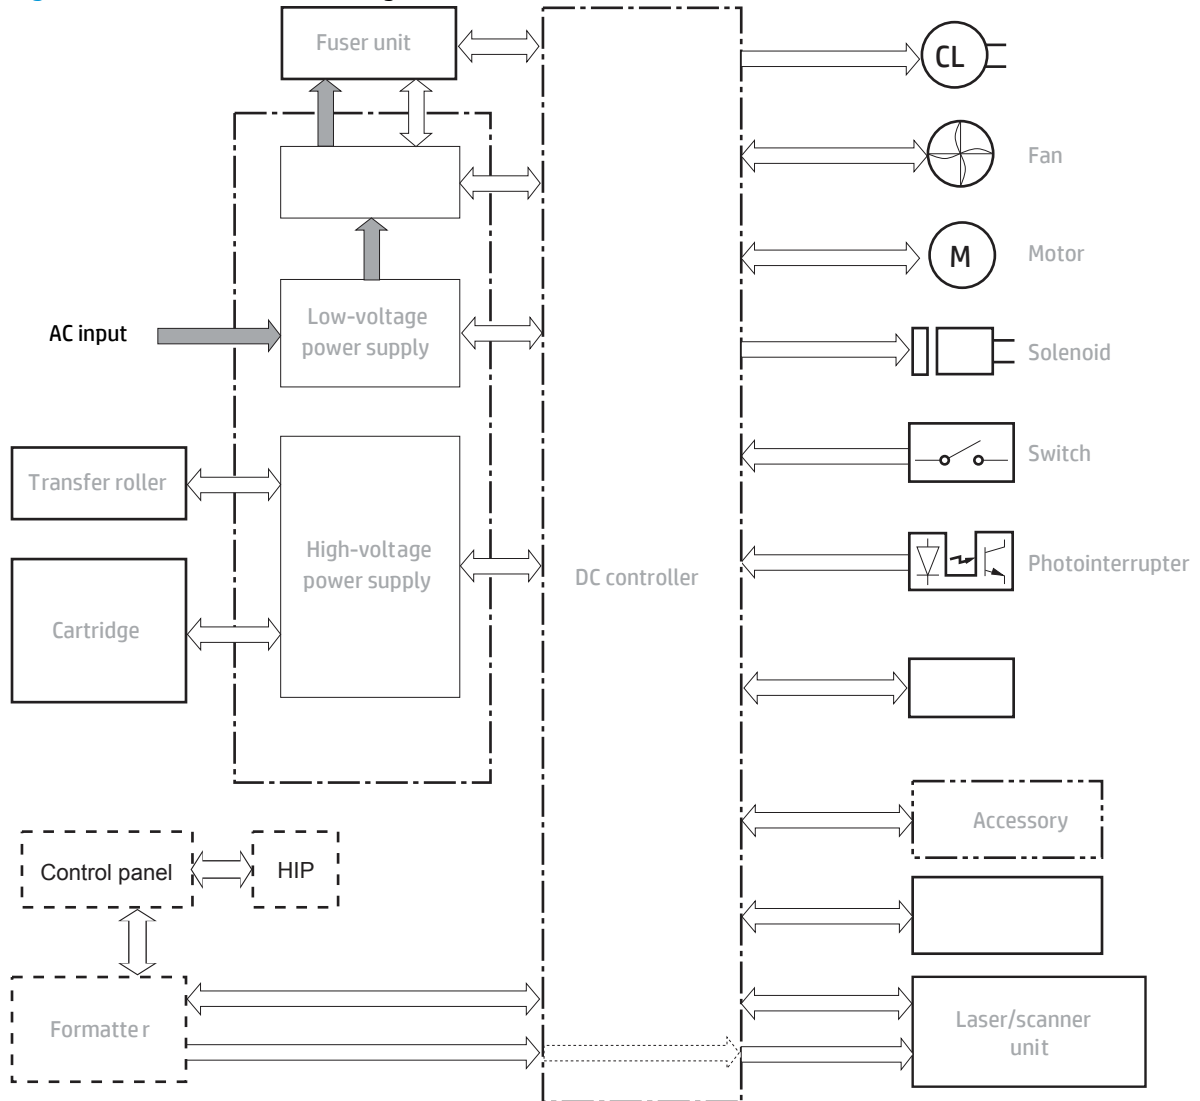 Fuser unit
CL
Fan
M
Motor
Low-voltage
power supply
AC input
Solenoid
Switch
Transfer roller
High-voltage
power supply
DC controller
Photointerrupter
Cartridge
Accessory
Control panel
HIP
Formatter
Laser/scanner
unit